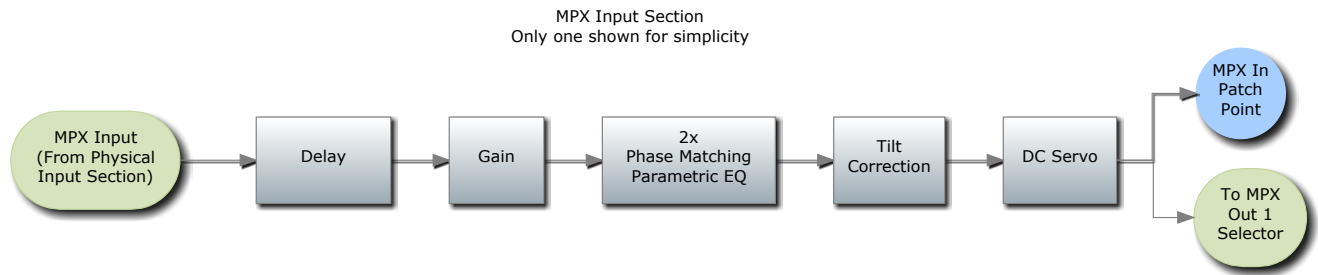 MPX Input Section
Only one shown for simplicity
MPX Input
(From Physical
Input Section)
Delay
Gain
2x
Phase Matching
Parametric EQ
Tilt
Correction
DC Servo
MPX In
Patch
Point
To MPX
Out 1
Selector